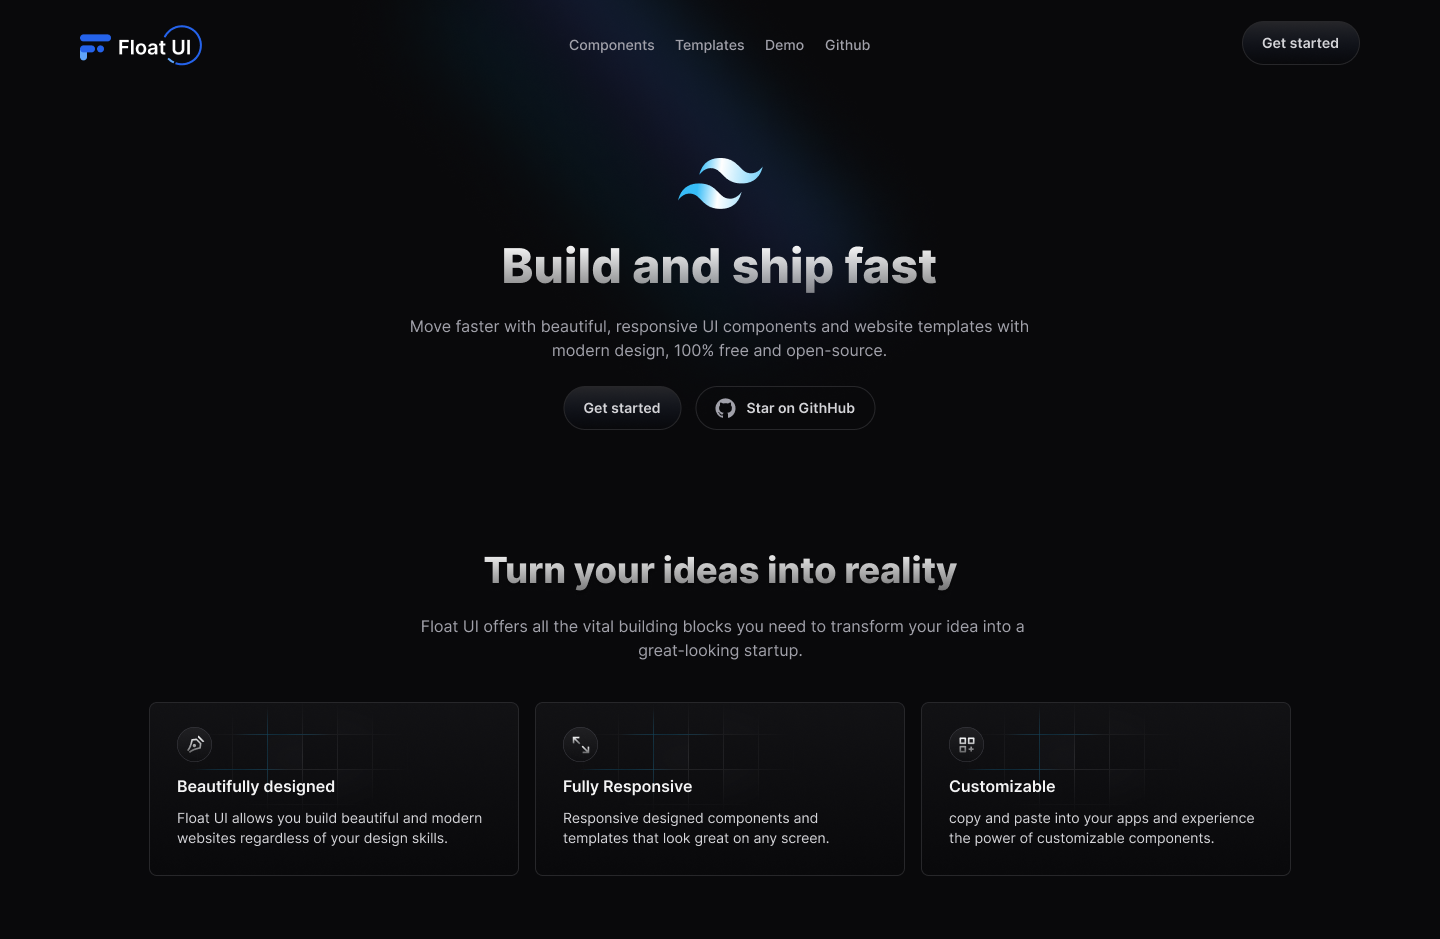 Float UI
Components Templates Demo Github
Get started
Build and ship fast
Move faster with beautiful, responsive UI components and website templates with
modern design, 100% free and open-source.
Get started
Star on GithHub
Turn your ideas into reality
Float UI offers all the vital building blocks you need to transform your idea into a
great-looking startup.
Beautifully designed
Float UI allows you build beautiful and modern
websites regardless of your design skills.
Fully Responsive
Responsive designed components and
templates that look great on any screen.
Customizable
copy and paste into your apps and experience
the power of customizable components.